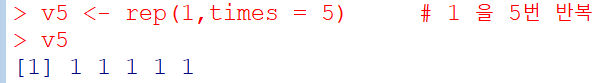 > v5 <- rep(1,times = 5)     # 1 을 5번 반복
> v5
[1] 1 1 1 1 1